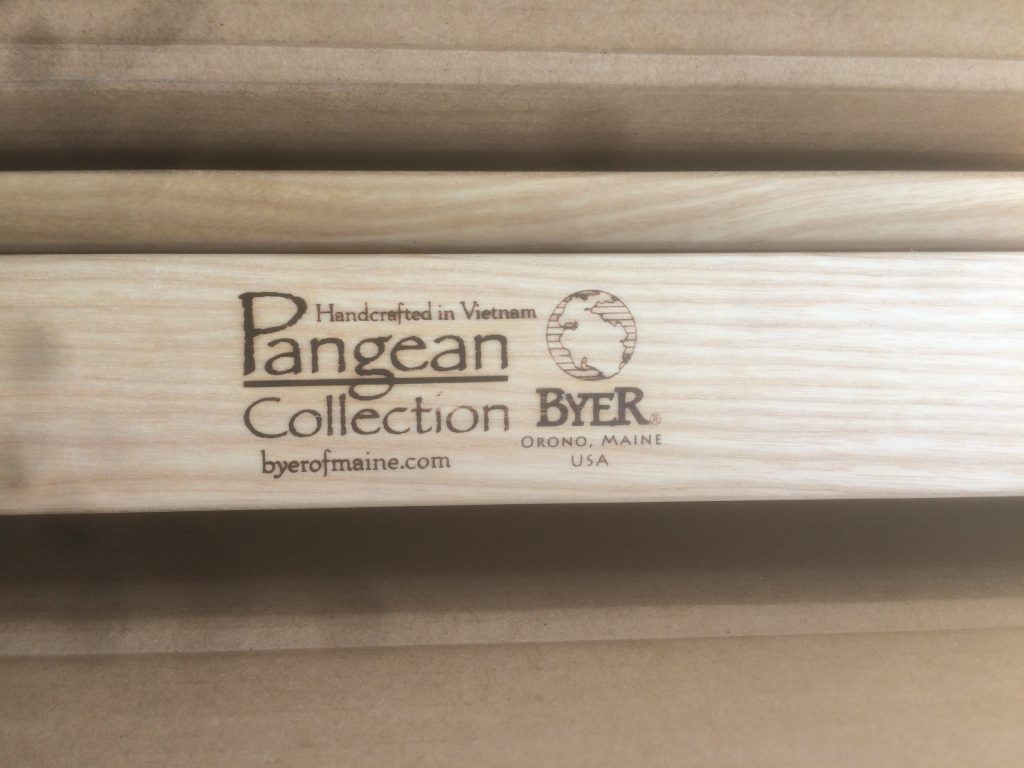 Handcrafted in Vietnam
Pangean
Collection
byerofmaine.com
BYER®
ORONO, MAINE
USA